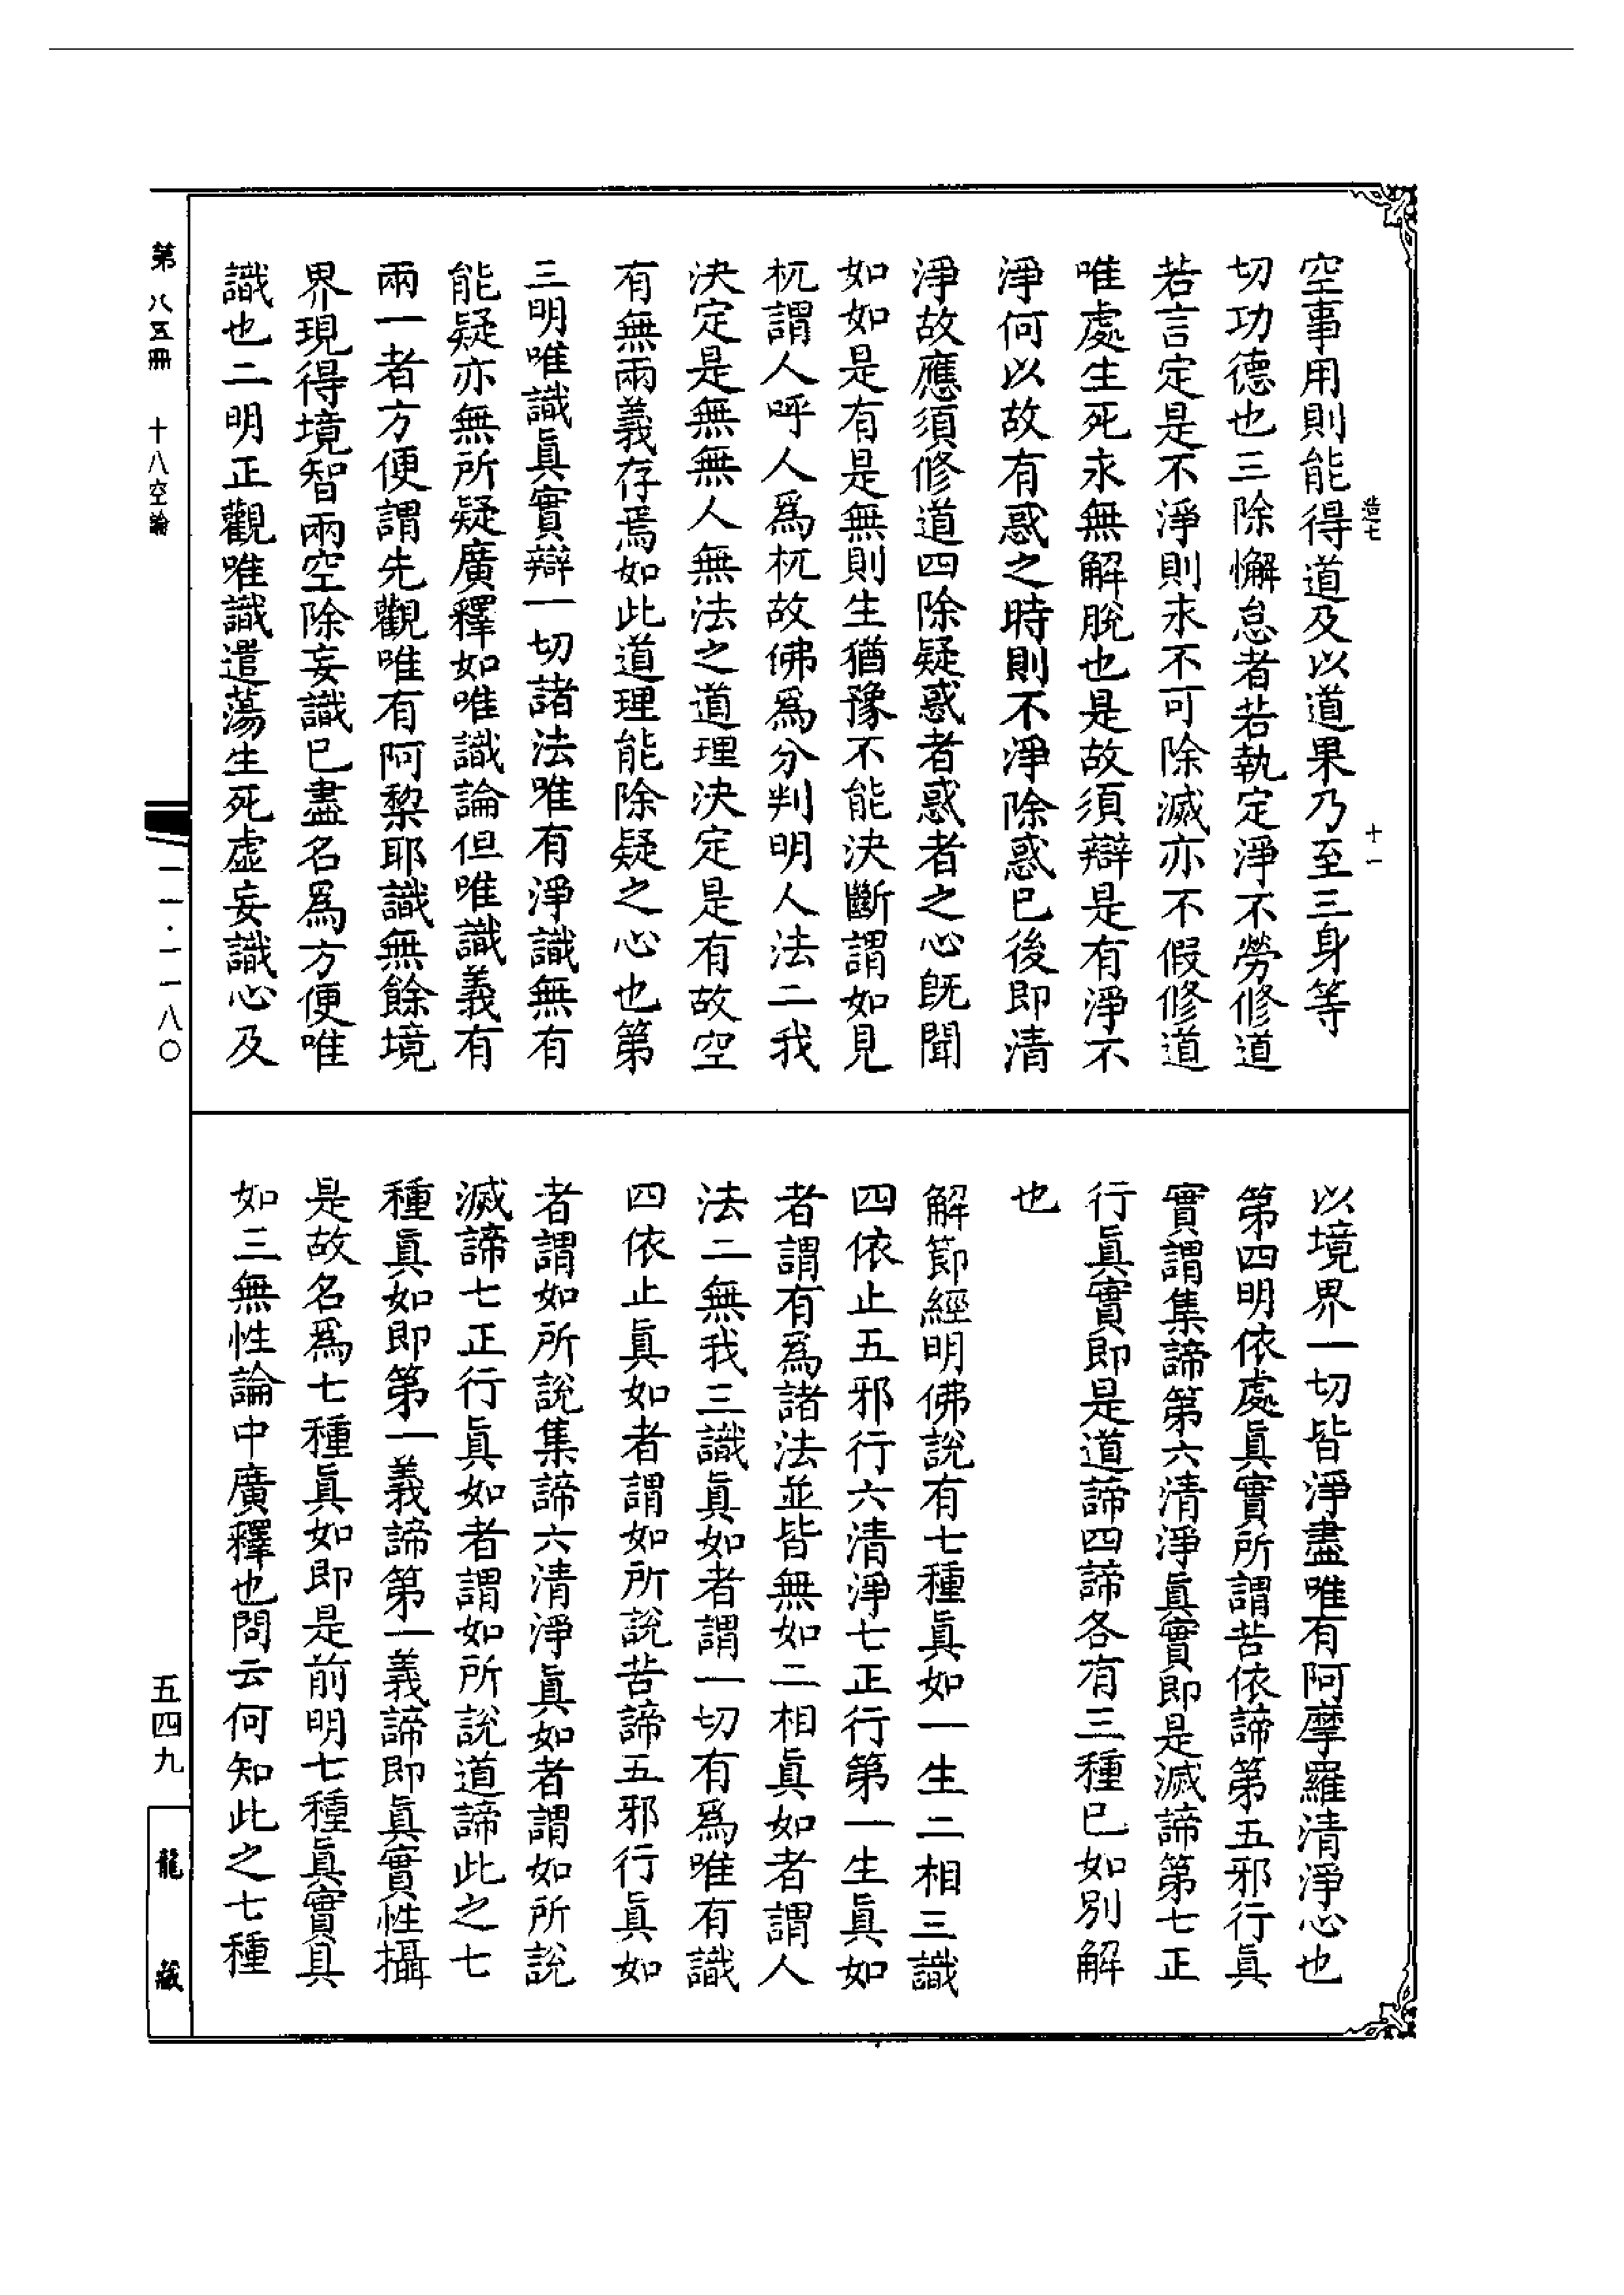 造七
十一
空事用則能得道及以道果乃至三身等
切功德也三除懈怠者若執定淨不勞修道
若言定是不淨則永不可除滅亦不假修道
唯處生死永無解脫也是故須辯是有淨不
淨何以故有惑之時則不淨除惑已後即清
淨故應須修道四除疑惑者惑者之心既聞
如如是有是無則生猶豫不能決斷謂如見
杌謂人呼人爲杌故佛爲分判明人法二我
決定是無無人無法之道理決定是有故空
有無兩義存焉如此道理能除疑之心也第
三明唯識眞實辯一切諸法唯有淨識無有
能疑亦無所疑廣釋如唯識論但唯識義有
兩一者方便謂先觀唯有阿棃耶識無餘境
界現得境智兩空除妄識已盡名爲方便唯
識也二明正觀唯識遣蕩生死虛妄識心及
以境界一切皆淨盡唯有阿摩羅清淨心也
第四明依處眞實所謂苦依諦第五邪行眞
實謂集諦第六清淨眞實即是滅諦第七正
行眞實即是道諦四諦各有三種已如別解
也
解節經明佛說有七種眞如一生二相三識
四依止五邪行六清淨七正行第一生眞如
者謂有爲諸法並皆無如二相眞如者謂人
法二無我三識眞如者謂一切有爲唯有識
四依止眞如者謂如所說苦諦五邪行眞如
者謂如所說集諦六清淨眞如者謂如所說
滅諦七正行眞如者謂如所說道諦此之七
種眞如即第一義諦第一義諦即眞實性攝
是故名爲七種眞如即是前明七種眞實具
如三無性論中廣釋也問云何知此之七種
第八五冊 十八空論
一一·一一八〇
五四九
龍藏